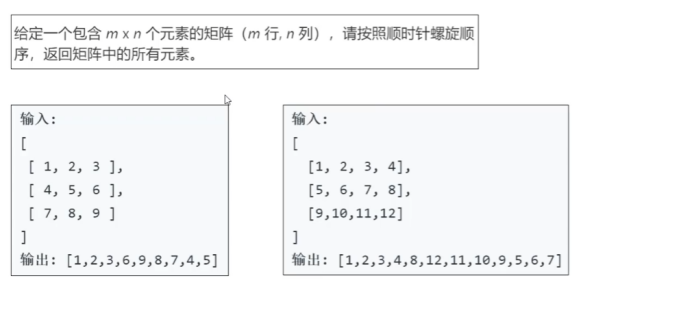 给定一个包含 m x n 个元素的矩阵（m 行, n 列），请按照顺时针螺旋顺
序，返回矩阵中的所有元素。
输入:
[
[ 1, 2, 3 ],
[ 4, 5, 6 ],
[ 7, 8, 9 ]
]
输出: [1,2,3,6,9,8,7,4,5]
输入:
[
[1, 2, 3, 4],
[5, 6, 7, 8],
[9,10,11,12]
]
输出: [1,2,3,4,8,12,11,10,9,5,6,7]